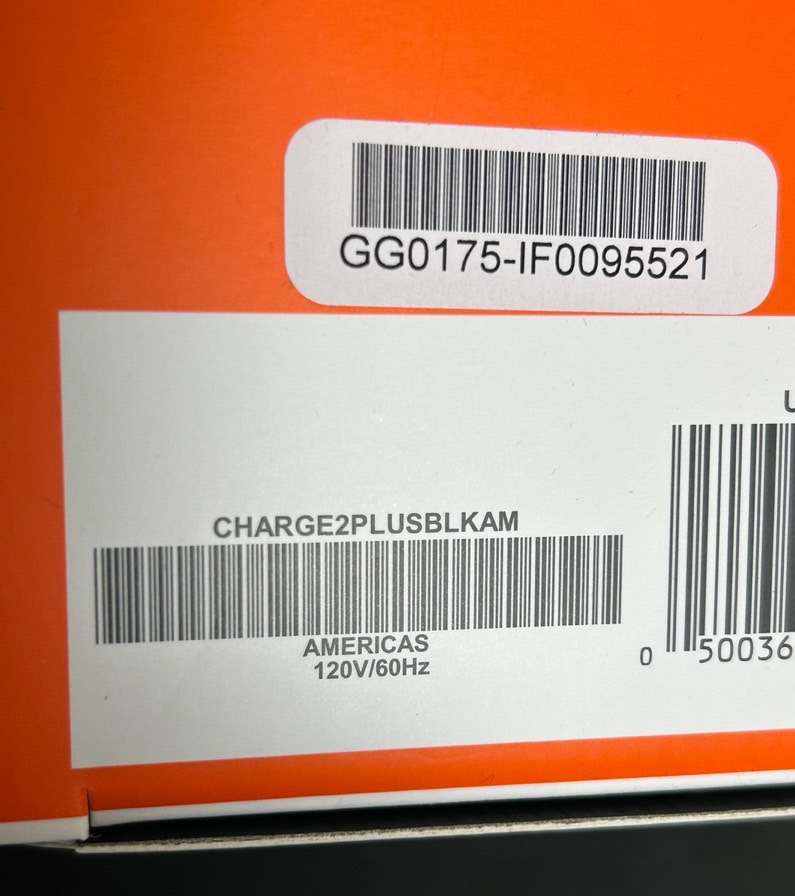 GG0175-IF0095521
U
CHARGE2PLUSBLKAM
AMERICAS
120V/60Hz
0 50036